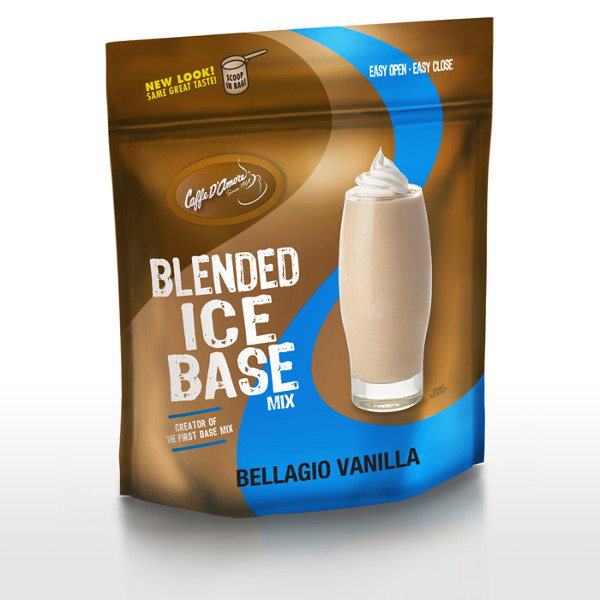 NEW LOOK!
SAME GREAT TASTE!
SCOOP
IN BAG!
EASY OPEN · EASY CLOSE
Caffe D'Amore
BLENDED
ICE
BASE
MIX
CREATOR OF
THE FIRST BASE MIX
BELLAGIO VANILLA